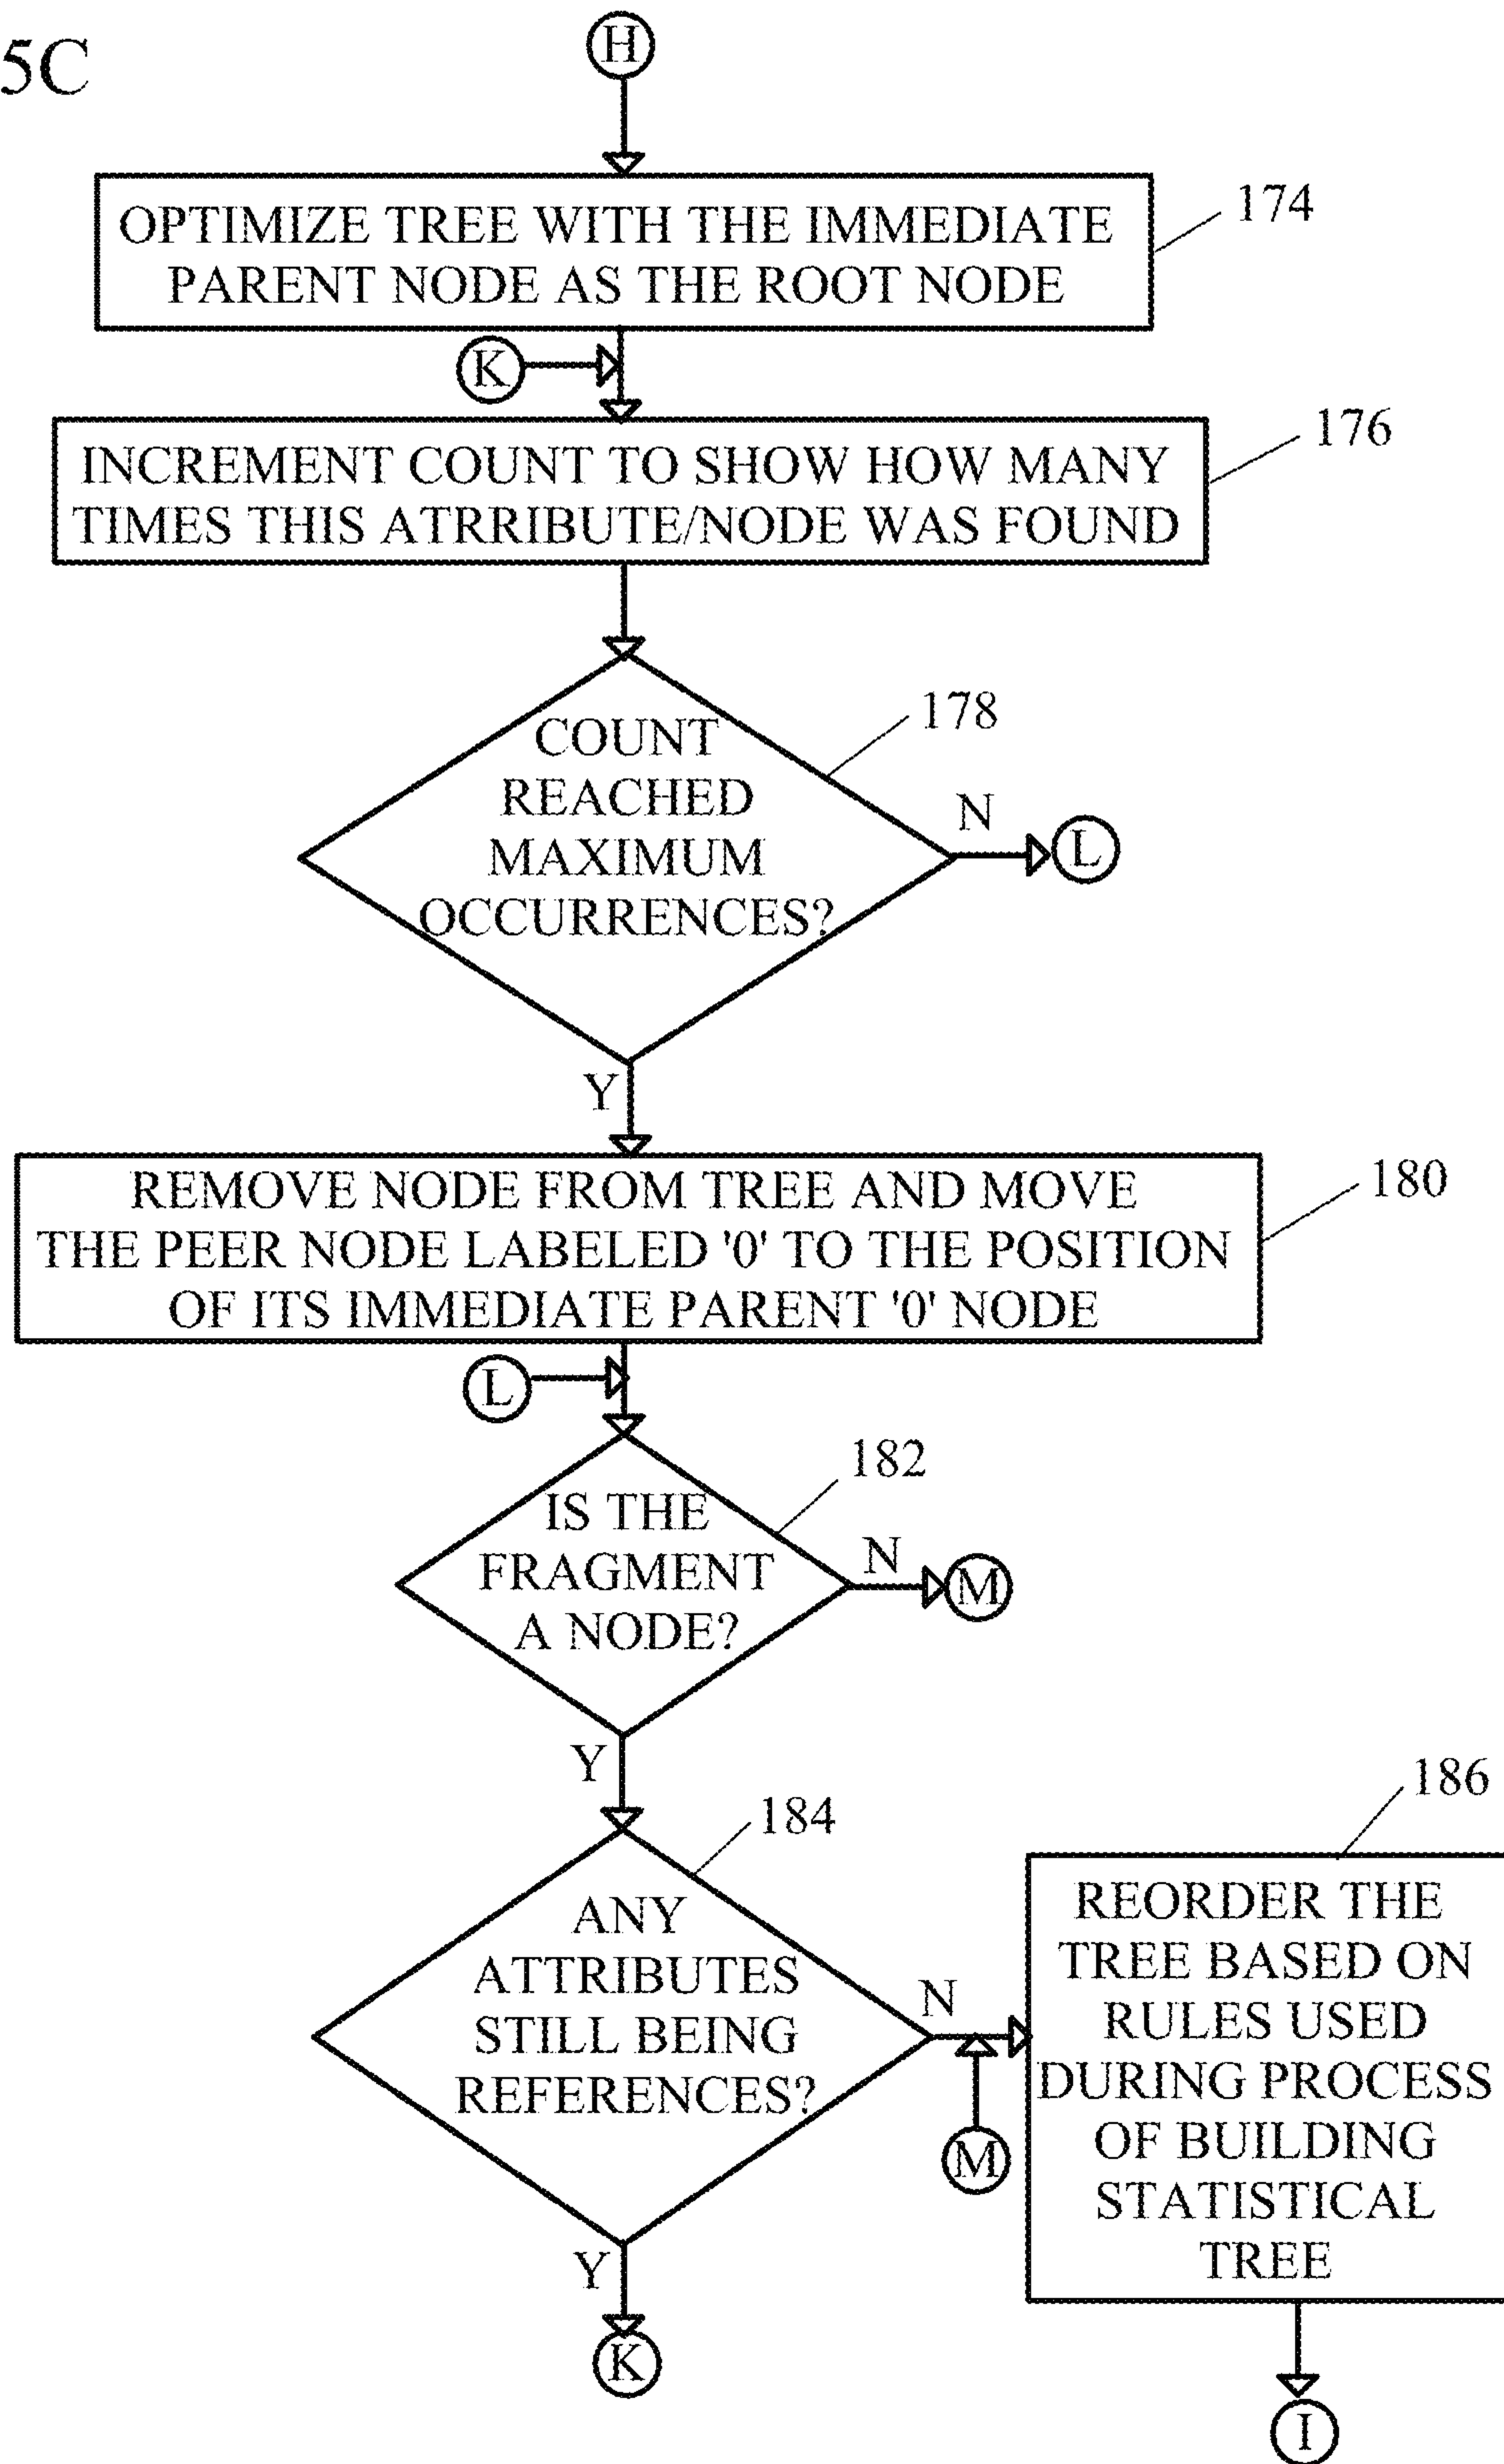 5C
H
OPTIMIZE TREE WITH THE IMMEDIATE
PARENT NODE AS THE ROOT NODE
174
K
INCREMENT COUNT TO SHOW HOW MANY
TIMES THIS ATRRIBUTE/NODE WAS FOUND
176
COUNT
REACHED
MAXIMUM
OCCURRENCES?
178
N
L
Y
REMOVE NODE FROM TREE AND MOVE
THE PEER NODE LABELED '0' TO THE POSITION
OF ITS IMMEDIATE PARENT '0' NODE
180
L
IS THE
FRAGMENT
A NODE?
182
N
M
Y
ANY
ATTRIBUTES
STILL BEING
REFERENCES?
184
N
M
Y
K
186
REORDER THE
TREE BASED ON
RULES USED
DURING PROCESS
OF BUILDING
STATISTICAL
TREE
I